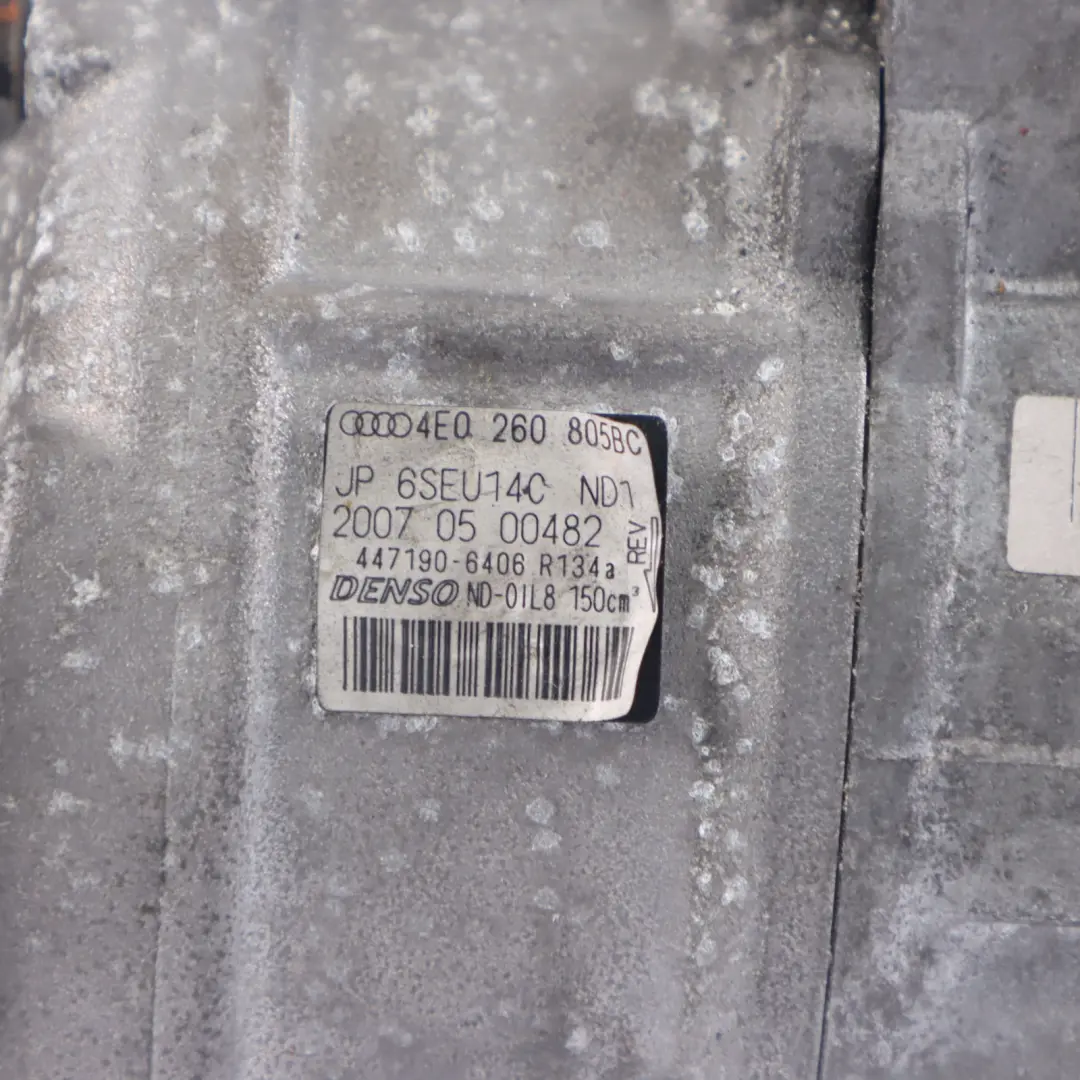 4E0 260 805BC
JP 6SEU14C ND1
2007 05 00482
447190-6406 R134a
DENSO ND-OIL8 150cm³
REV